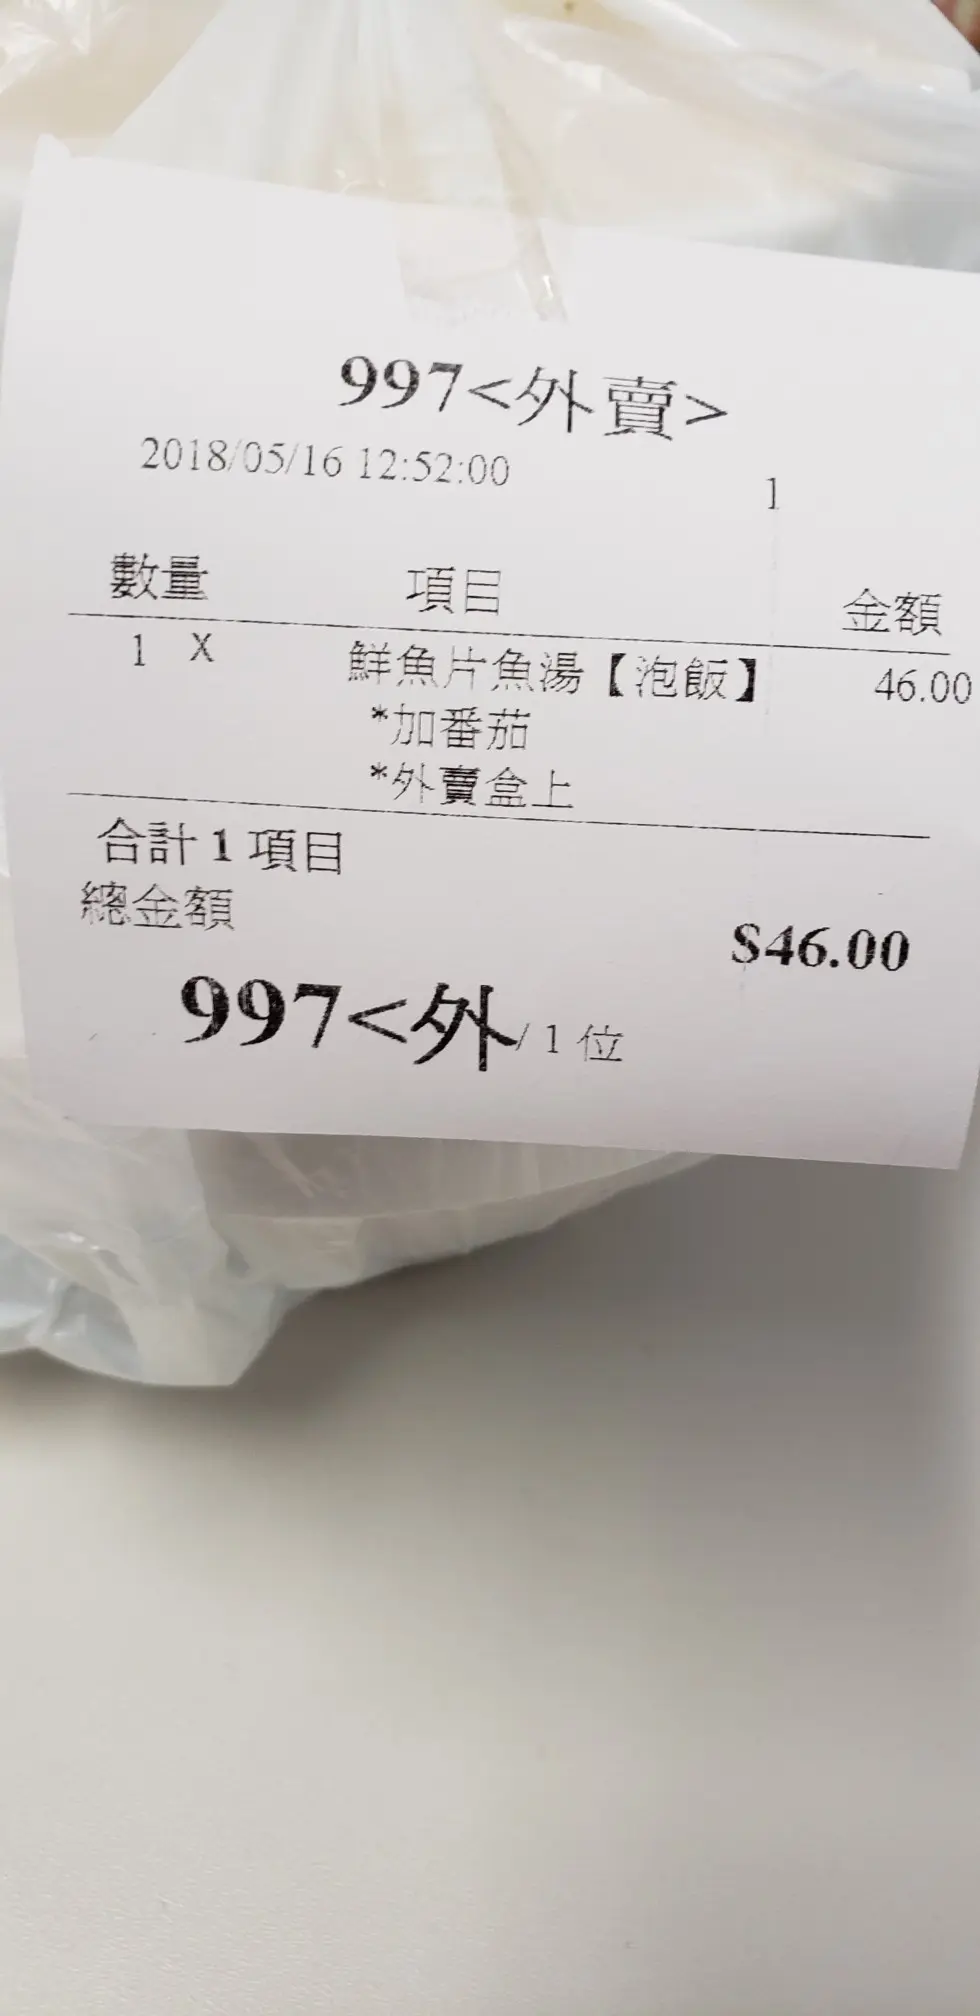 997<外賣>
2018/05/16 12:52:00 1
數量 項目 金額
1 X 鮮魚片魚湯【泡飯】 46.00
*加番茄
*外賣盒上
合計 1 項目
總金額 $46.00
997<外/ 1 位